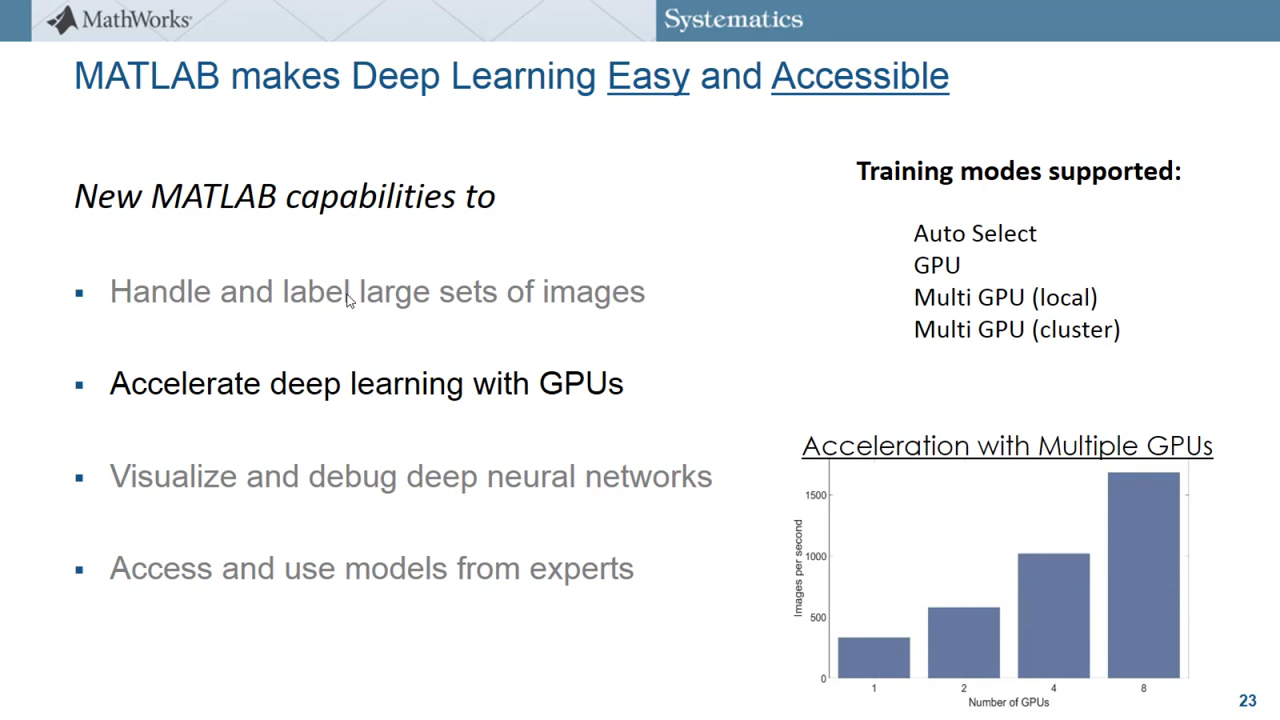 MathWorks®
Systematics
MATLAB makes Deep Learning Easy and Accessible
New MATLAB capabilities to
▪ Handle and label large sets of images
▪ Accelerate deep learning with GPUs
▪ Visualize and debug deep neural networks
▪ Access and use models from experts
Training modes supported:
Auto Select
GPU
Multi GPU (local)
Multi GPU (cluster)
Acceleration with Multiple GPUs
Images per second
1500
1000
500
0
1 2 4 8
Number of GPUs
23